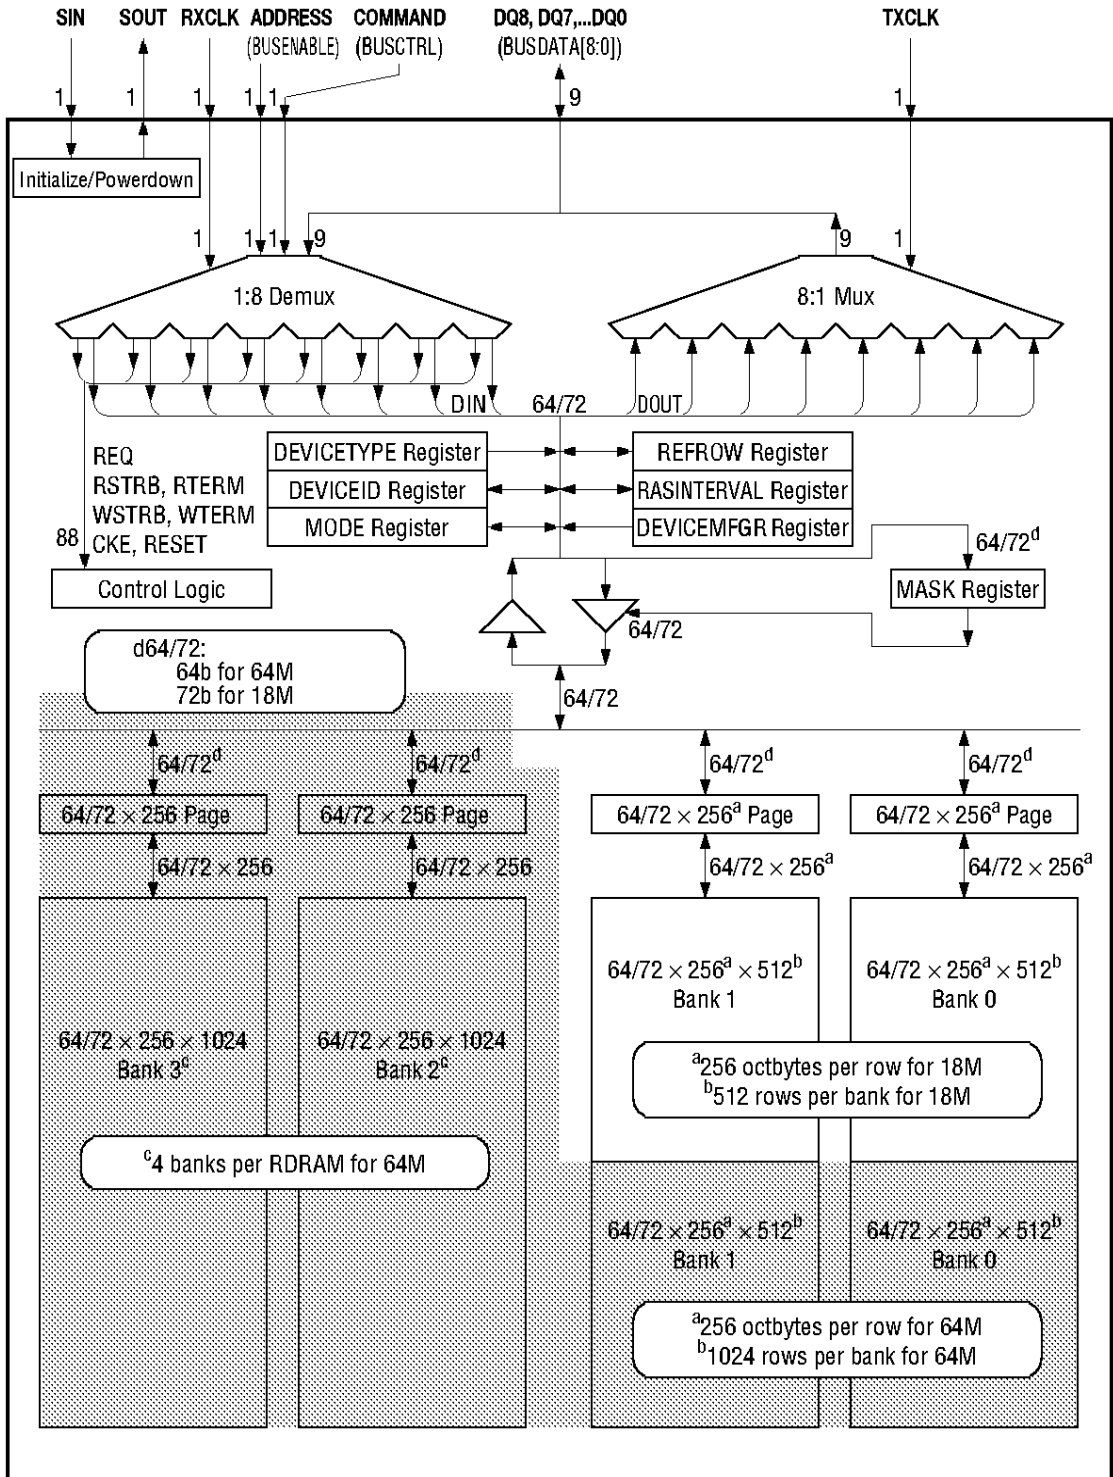 SIN SOUT RXCLK ADDRESS COMMAND DQ8, DQ7,...DQ0 TXCLK
(BUSENABLE) (BUSCTRL) (BUSDATA[8:0])
1 1 1 1 1 9 1
Initialize/Powerdown
1 1 1 9 9 1
1:8 Demux 8:1 Mux
DIN 64/72 DOUT
DEVICETYPE Register REFROW Register
REQ
RSTRB, RTERM DEVICEID Register RASINTERVAL Register
WSTRB, WTERM MODE Register DEVICEMFGR Register
88 CKE, RESET 64/72ᵈ
Control Logic MASK Register
64/72
d64/72:
64b for 64M
72b for 18M
64/72
64/72ᵈ 64/72ᵈ 64/72ᵈ 64/72ᵈ
64/72 × 256 Page 64/72 × 256 Page 64/72 × 256ᵃ Page 64/72 × 256ᵃ Page
64/72 × 256 64/72 × 256 64/72 × 256ᵃ 64/72 × 256ᵃ
64/72 × 256ᵃ × 512ᵇ 64/72 × 256ᵃ × 512ᵇ
Bank 1 Bank 0
64/72 × 256 × 1024 64/72 × 256 × 1024
Bank 3ᶜ Bank 2ᶜ
ᵃ256 octbytes per row for 18M
ᵇ512 rows per bank for 18M
ᶜ4 banks per RDRAM for 64M
64/72 × 256ᵃ × 512ᵇ 64/72 × 256ᵃ × 512ᵇ
Bank 1 Bank 0
ᵃ256 octbytes per row for 64M
ᵇ1024 rows per bank for 64M